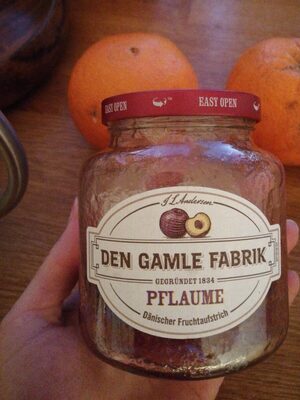 EASY OPEN EASY OPEN
J.L. Andersen
DEN GAMLE FABRIK
GEGRÜNDET 1834
PFLAUME
Dänischer Fruchtaufstrich